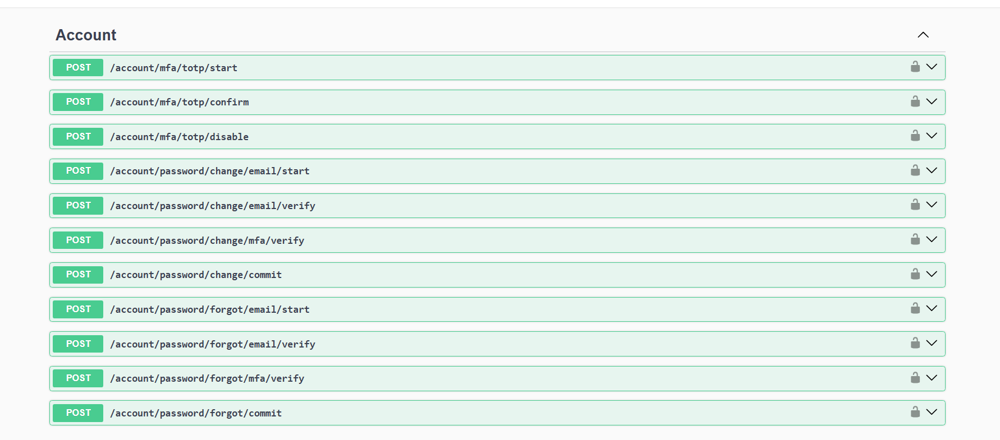 Account
POST /account/mfa/totp/start
POST /account/mfa/totp/confirm
POST /account/mfa/totp/disable
POST /account/password/change/email/start
POST /account/password/change/email/verify
POST /account/password/change/mfa/verify
POST /account/password/change/commit
POST /account/password/forgot/email/start
POST /account/password/forgot/email/verify
POST /account/password/forgot/mfa/verify
POST /account/password/forgot/commit